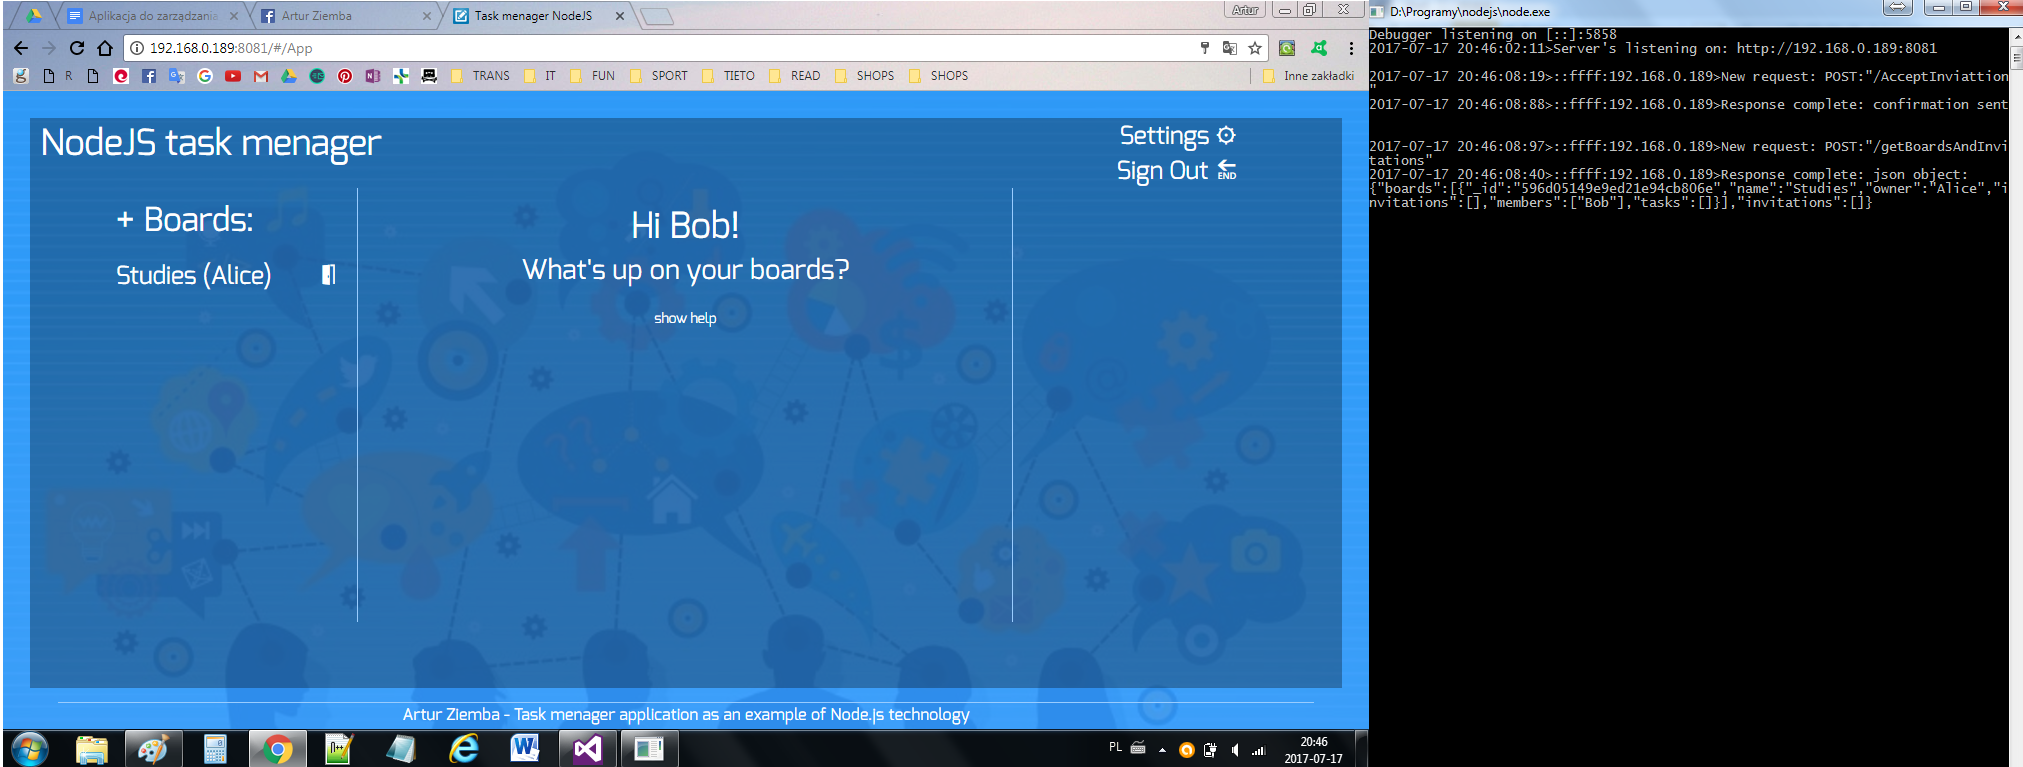 Aplikacja do zarządzania
Artur Ziemba
Task menager NodeJS
Artur
192.168.0.189:8081/#/App
R
TRANS
IT
FUN
SPORT
TIETO
READ
SHOPS
SHOPS
Inne zakładki
NodeJS task menager
Settings
Sign Out
END
+ Boards:
Studies (Alice)
Hi Bob!
What's up on your boards?
show help
Artur Ziemba - Task menager application as an example of Node.js technology
PL
20:46
2017-07-17
D:\Programy\nodejs\node.exe
Debugger listening on [::]:5858
2017-07-17 20:46:02:11>Server's listening on: http://192.168.0.189:8081
2017-07-17 20:46:08:19>::ffff:192.168.0.189>New request: POST:"/AcceptInviattion
"
2017-07-17 20:46:08:88>::ffff:192.168.0.189>Response complete: confirmation sent
2017-07-17 20:46:08:97>::ffff:192.168.0.189>New request: POST:"/getBoardsAndInvi
tations"
2017-07-17 20:46:08:40>::ffff:192.168.0.189>Response complete: json object:
{"boards":[{"_id":"596d05149e9ed21e94cb806e","name":"Studies","owner":"Alice","i
nvitations":[],"members":["Bob"],"tasks":[]}],"invitations":[]}